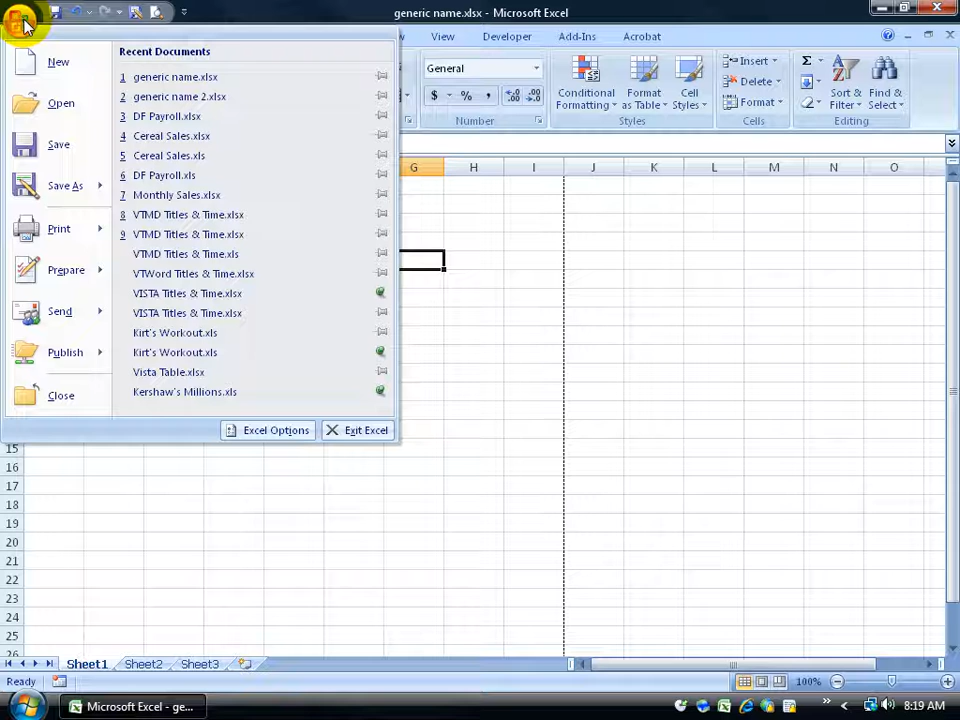 generic name.xlsx - Microsoft Excel
View Developer Add-Ins Acrobat
Recent Documents
New
Open
Save
Save As
Print
Prepare
Send
Publish
Close
1 generic name.xlsx
2 generic name 2.xlsx
3 DF Payroll.xlsx
4 Cereal Sales.xlsx
5 Cereal Sales.xls
6 DF Payroll.xls
7 Monthly Sales.xlsx
8 VTMD Titles & Time.xlsx
9 VTMD Titles & Time.xlsx
VTMD Titles & Time.xls
VTWord Titles & Time.xlsx
VISTA Titles & Time.xlsx
VISTA Titles & Time.xlsx
Kirt's Workout.xls
Kirt's Workout.xls
Vista Table.xlsx
Kershaw's Millions.xls
Excel Options Exit Excel
General
$ % , .00 .00
Number
Conditional Formatting
Format as Table
Cell Styles
Styles
Insert
Delete
Format
Cells
Σ
Sort & Filter
Find & Select
Editing
G H I J K L M N O
15
16
17
18
19
20
21
22
23
24
25
26
Sheet1 Sheet2 Sheet3
Ready
100%
Microsoft Excel - ge...
8:19 AM